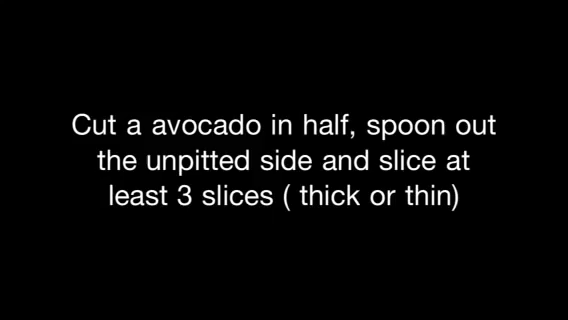 Cut a avocado in half, spoon out
the unpitted side and slice at
least 3 slices ( thick or thin)